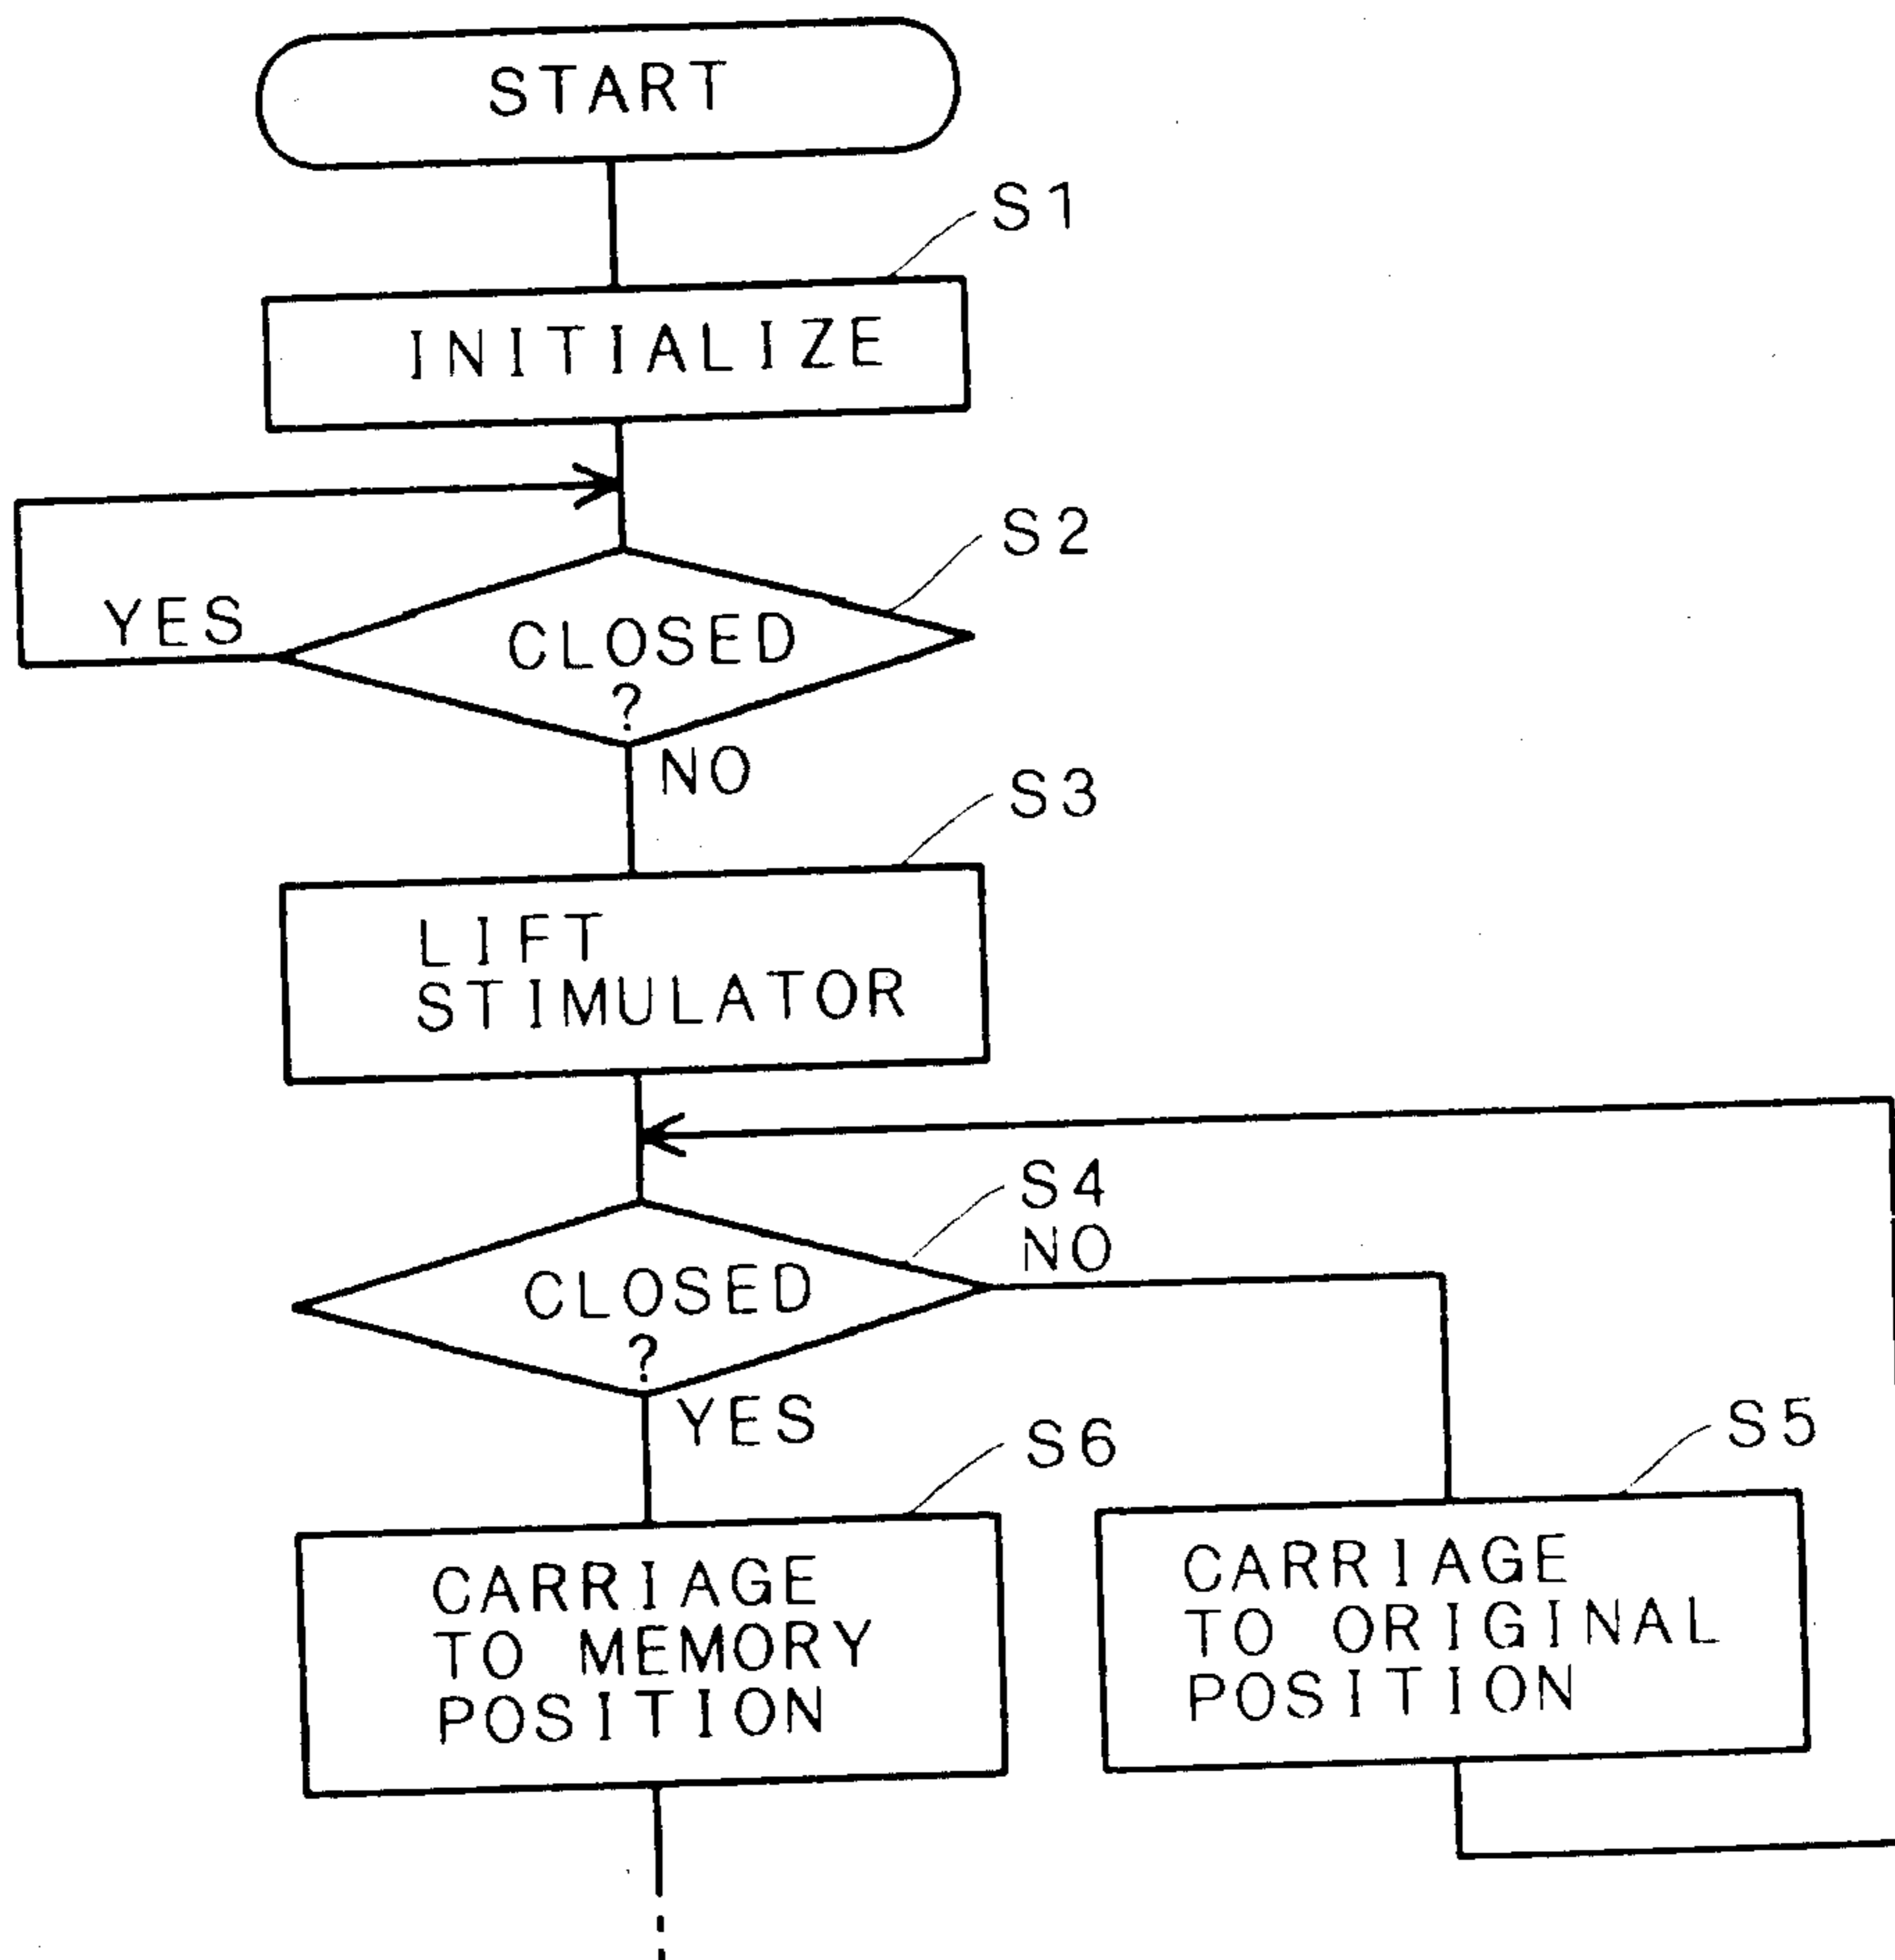 START
S1
INITIALIZE
S2
YES
CLOSED
?
NO
S3
LIFT
STIMULATOR
S4
NO
CLOSED
?
YES
S6
CARRIAGE
TO MEMORY
POSITION
S5
CARRIAGE
TO ORIGINAL
POSITION